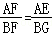 AF/BF = AE/BG